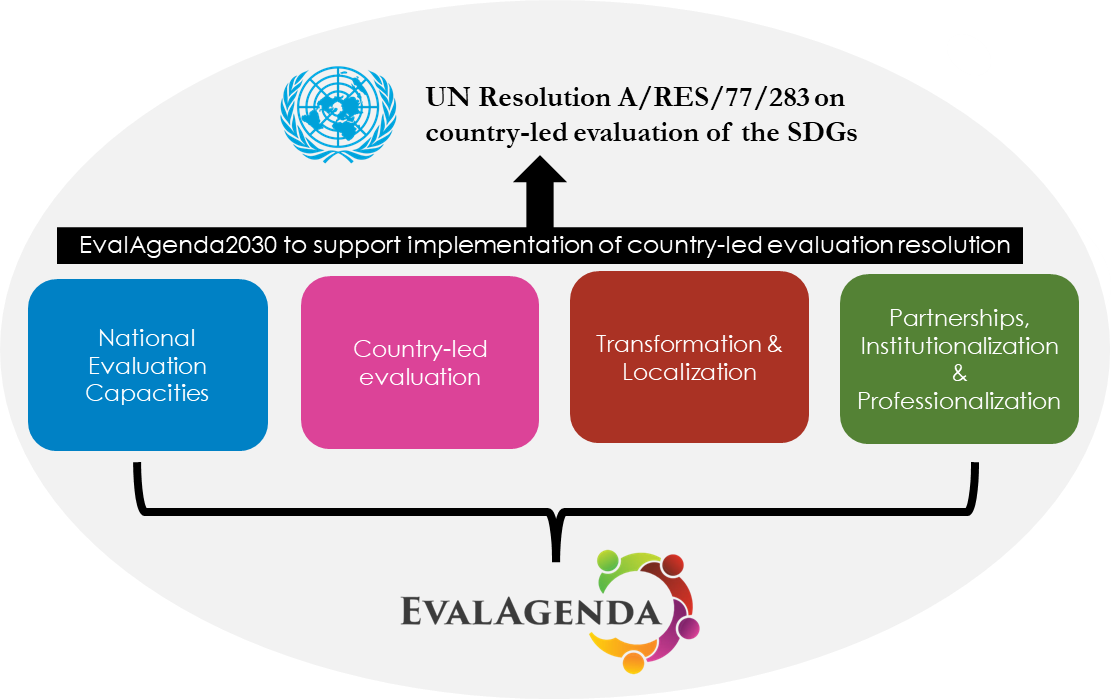 UN Resolution A/RES/77/283 on
country-led evaluation of the SDGs
EvalAgenda2030 to support implementation of country-led evaluation resolution
National
Evaluation
Capacities
Country-led
evaluation
Transformation &
Localization
Partnerships,
Institutionalization
&
Professionalization
EvalAgenda